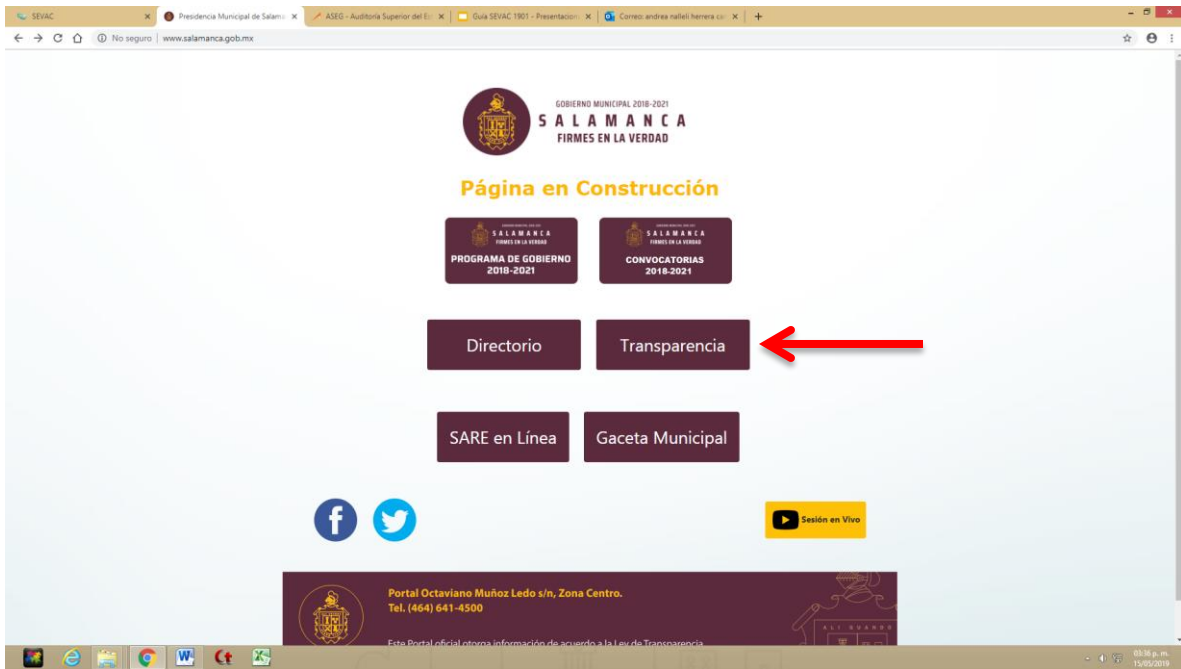 SEVAC
Presidencia Municipal de Salama
ASEG - Auditoría Superior del Es
Guía SEVAC 1901 - Presentacion
Correo: andrea nalleli herrera
No seguro | www.salamanca.gob.mx
GOBIERNO MUNICIPAL 2018-2021
SALAMANCA
FIRMES EN LA VERDAD
Página en Construcción
SALAMANCA
FIRMES EN LA VERDAD
PROGRAMA DE GOBIERNO
2018-2021
SALAMANCA
FIRMES EN LA VERDAD
CONVOCATORIAS
2018-2021
Directorio
Transparencia
SARE en Línea
Gaceta Municipal
Sesión en Vivo
Portal Octaviano Muñoz Ledo s/n, Zona Centro.
Tel. (464) 641-4500
Este Portal oficial otorga información de acuerdo a la Ley de Transparencia
03:36 p. m.
15/05/2019